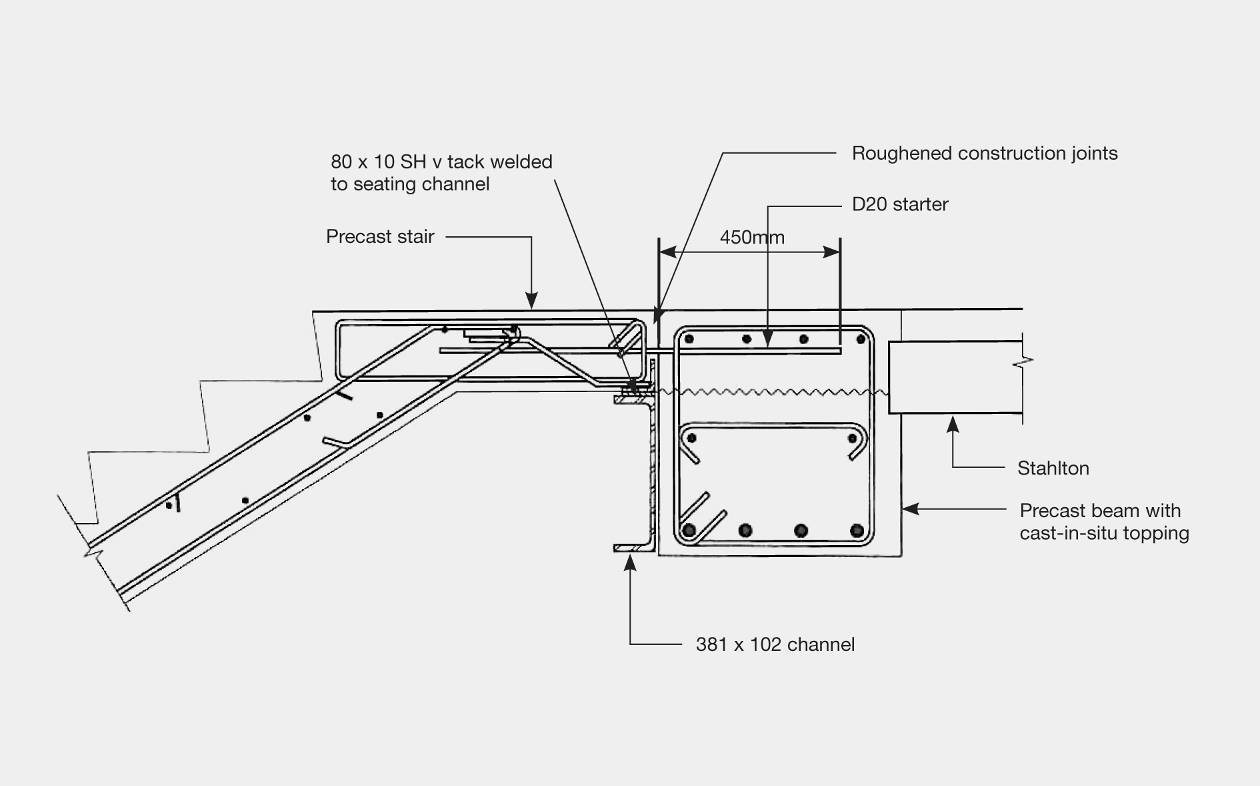 80 x 10 SH v tack welded
to seating channel
Roughened construction joints
D20 starter
Precast stair
450mm
Stahlton
Precast beam with
cast-in-situ topping
381 x 102 channel